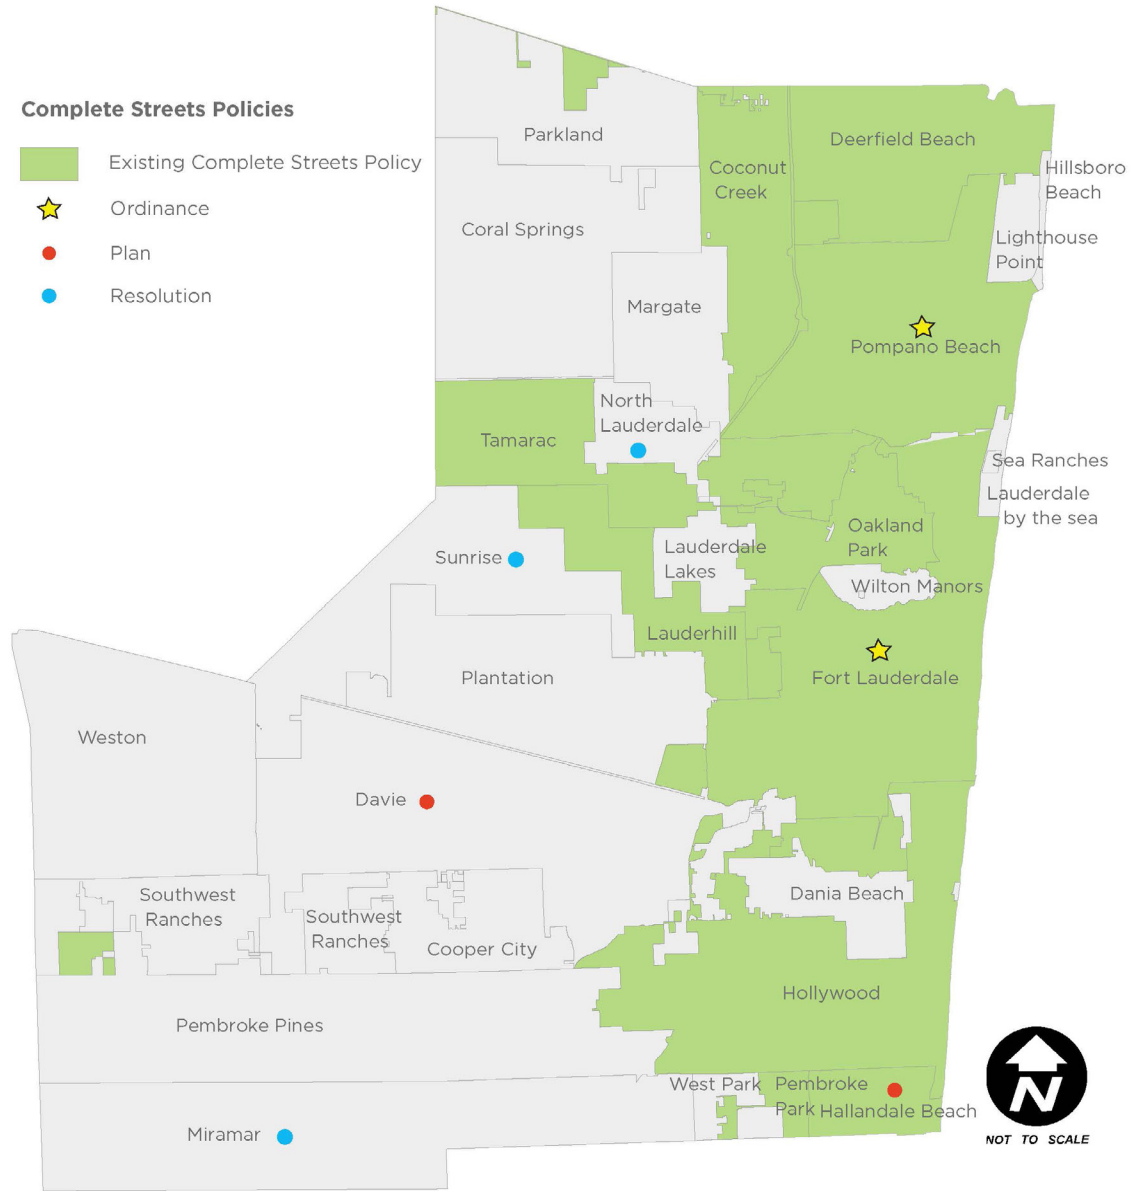 Complete Streets Policies
Existing Complete Streets Policy
Ordinance
Plan
Resolution
Parkland
Deerfield Beach
Coconut
Creek
Hillsboro
Beach
Coral Springs
Lighthouse
Point
Margate
Pompano Beach
North
Lauderdale
Tamarac
Sea Ranches
Lauderdale
by the sea
Oakland
Park
Sunrise
Lauderdale
Lakes
Wilton Manors
Lauderhill
Plantation
Fort Lauderdale
Weston
Davie
Southwest
Ranches
Southwest
Ranches
Cooper City
Dania Beach
Hollywood
Pembroke Pines
West Park
Pembroke
Park
Hallandale Beach
Miramar
N
NOT TO SCALE